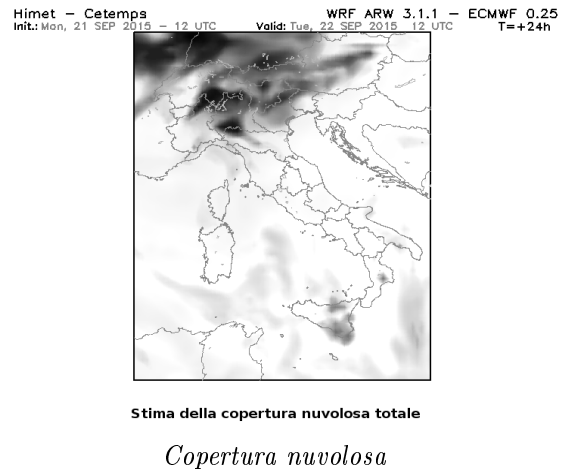 Himet – Cetemps WRF ARW 3.1.1 – ECMWF 0.25
Init.: Mon, 21 SEP 2015 – 12 UTC Valid: Tue, 22 SEP 2015 12 UTC T=+24h
Stima della copertura nuvolosa totale
Copertura nuvolosa